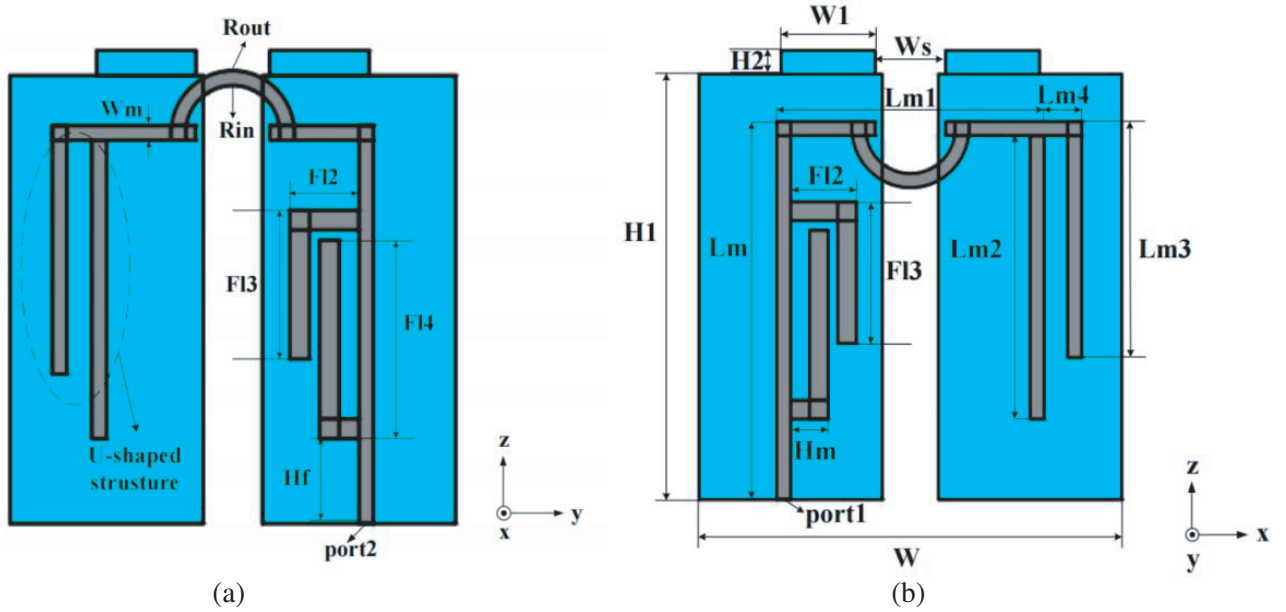 Rout
Wm
Rin
Fl2
Fl3
Fl4
Hf
U-shaped
strusture
port2
z
y
x
(a)
W1
H2
Ws
Lm1
Lm4
Fl2
H1
Lm
Fl3
Lm2
Lm3
Hm
port1
W
z
x
y
(b)